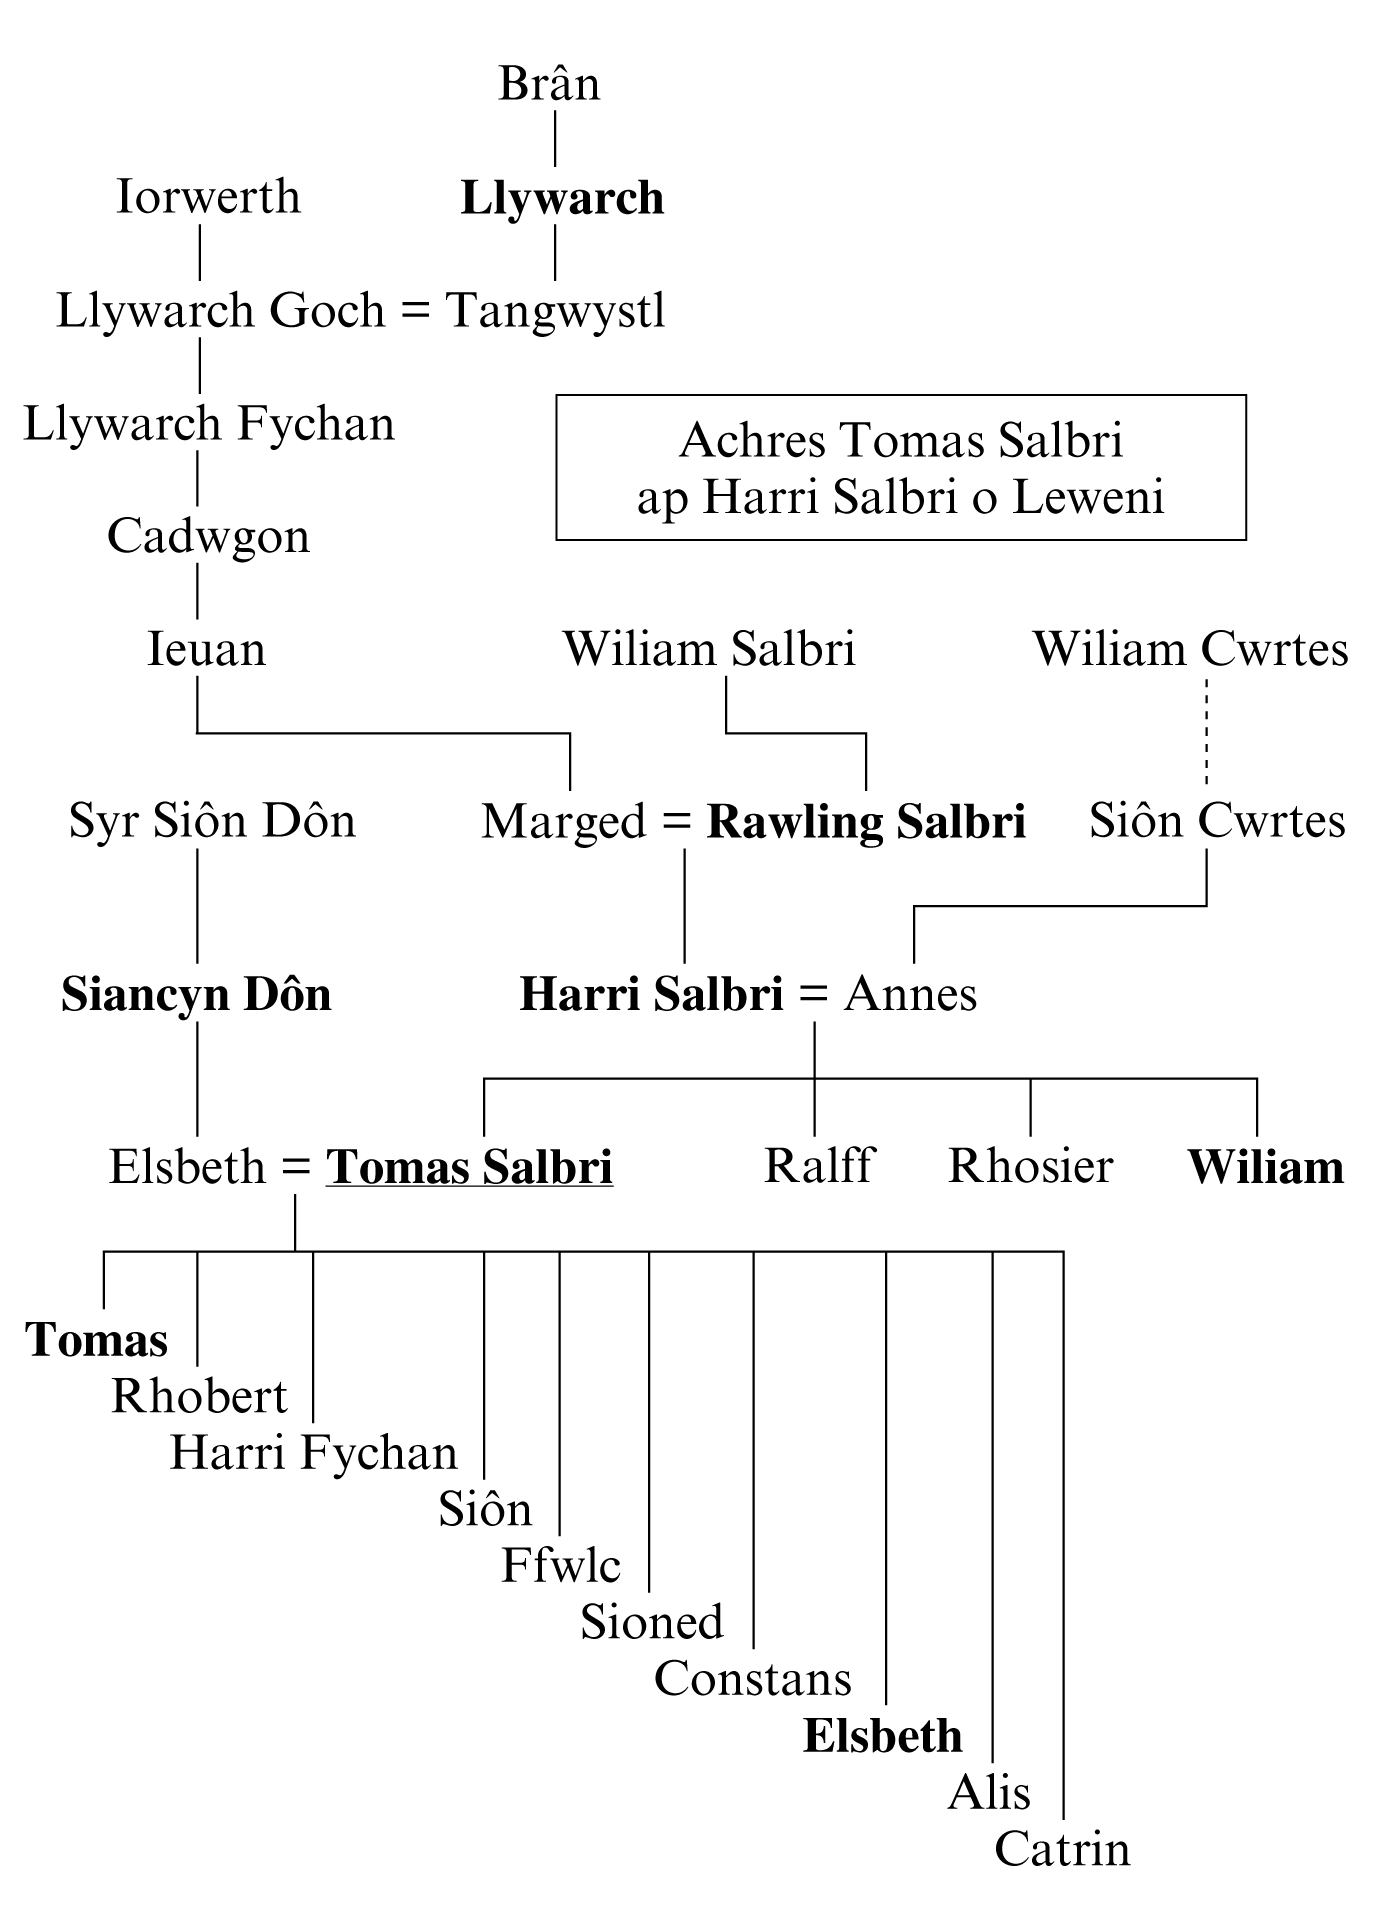 Brân
Iorwerth Llywarch
Llywarch Goch = Tangwystl
Llywarch Fychan
Achres Tomas Salbri
ap Harri Salbri o Leweni
Cadwgon
Ieuan Wiliam Salbri Wiliam Cwrtes
Syr Siôn Dôn Marged = Rawling Salbri Siôn Cwrtes
Siancyn Dôn Harri Salbri = Annes
Elsbeth = Tomas Salbri Ralff Rhosier Wiliam
Tomas
Rhobert
Harri Fychan
Siôn
Ffwlc
Sioned
Constans
Elsbeth
Alis
Catrin